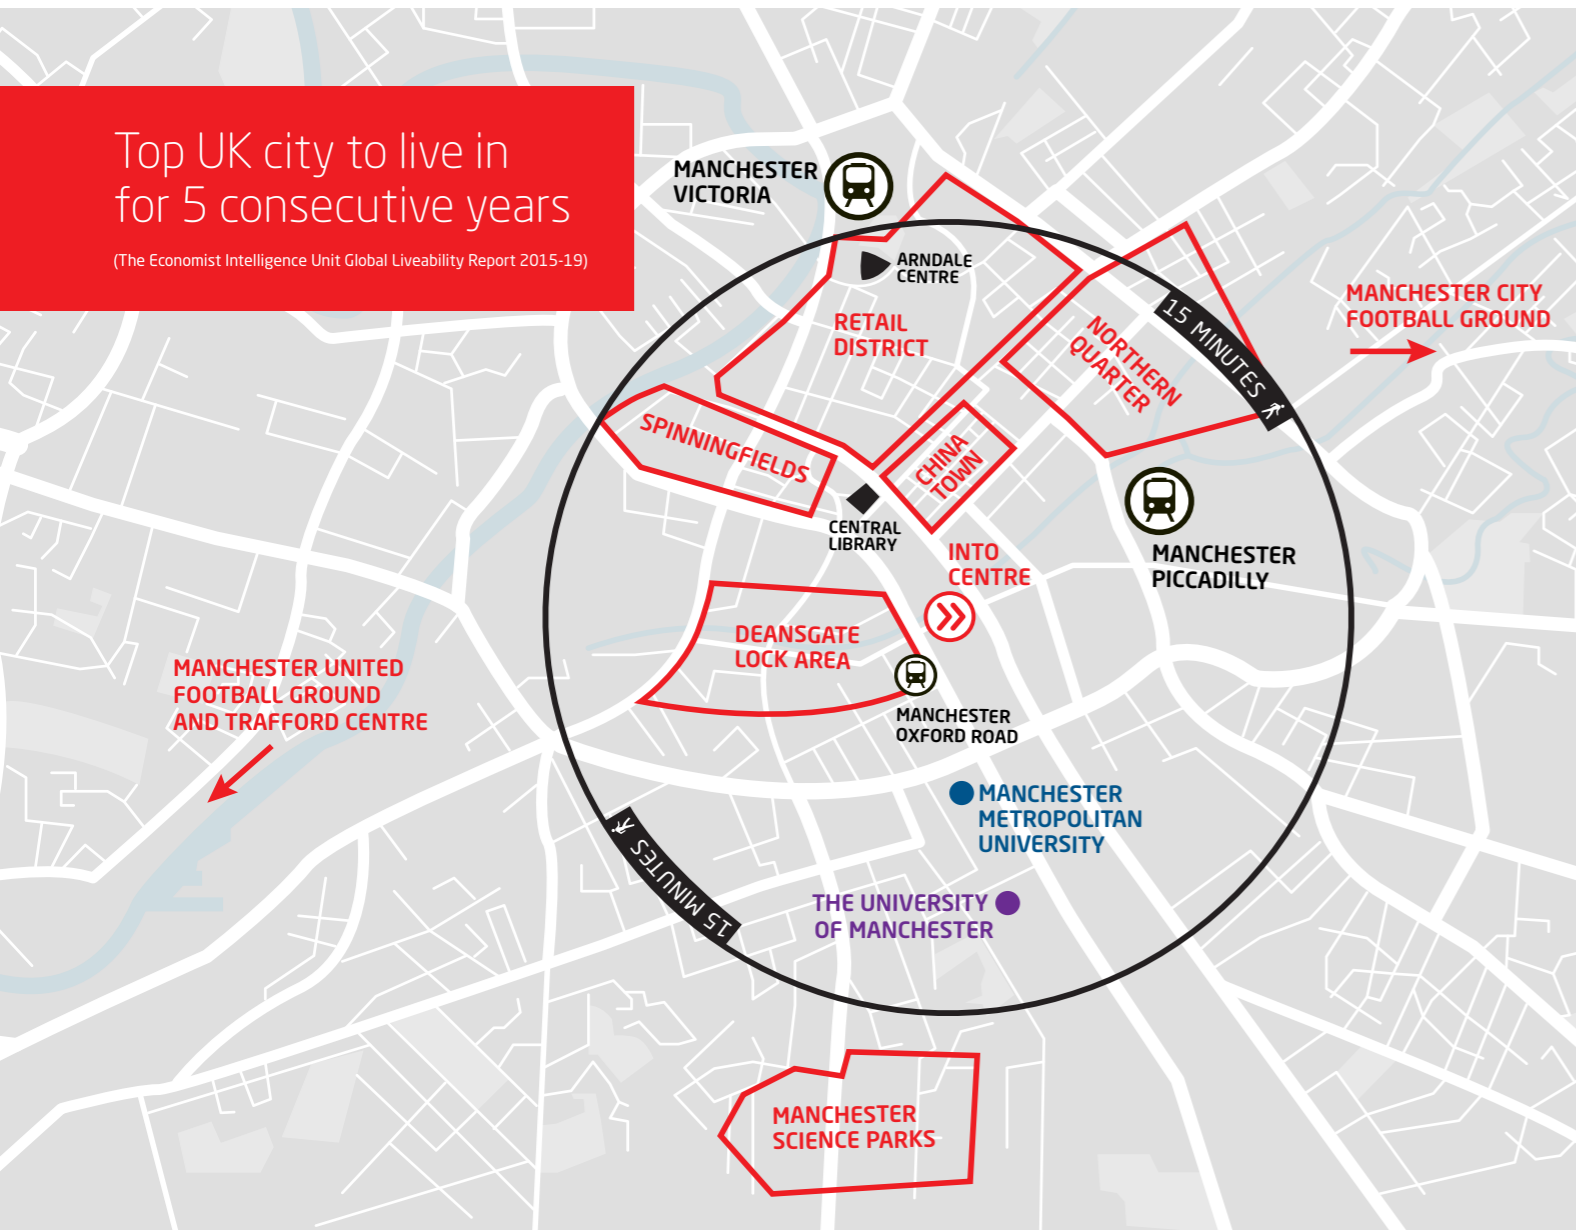 Top UK city to live in
for 5 consecutive years
(The Economist Intelligence Unit Global Liveability Report 2015-19)
MANCHESTER
VICTORIA
ARNDALE
CENTRE
RETAIL
DISTRICT
NORTHERN
QUARTER
15 MINUTES
MANCHESTER CITY
FOOTBALL GROUND
SPINNINGFIELDS
CHINA
TOWN
CENTRAL
LIBRARY
INTO
CENTRE
MANCHESTER
PICCADILLY
DEANSGATE
LOCK AREA
MANCHESTER
OXFORD ROAD
MANCHESTER UNITED
FOOTBALL GROUND
AND TRAFFORD CENTRE
MANCHESTER
METROPOLITAN
UNIVERSITY
15 MINUTES
THE UNIVERSITY
OF MANCHESTER
MANCHESTER
SCIENCE PARKS